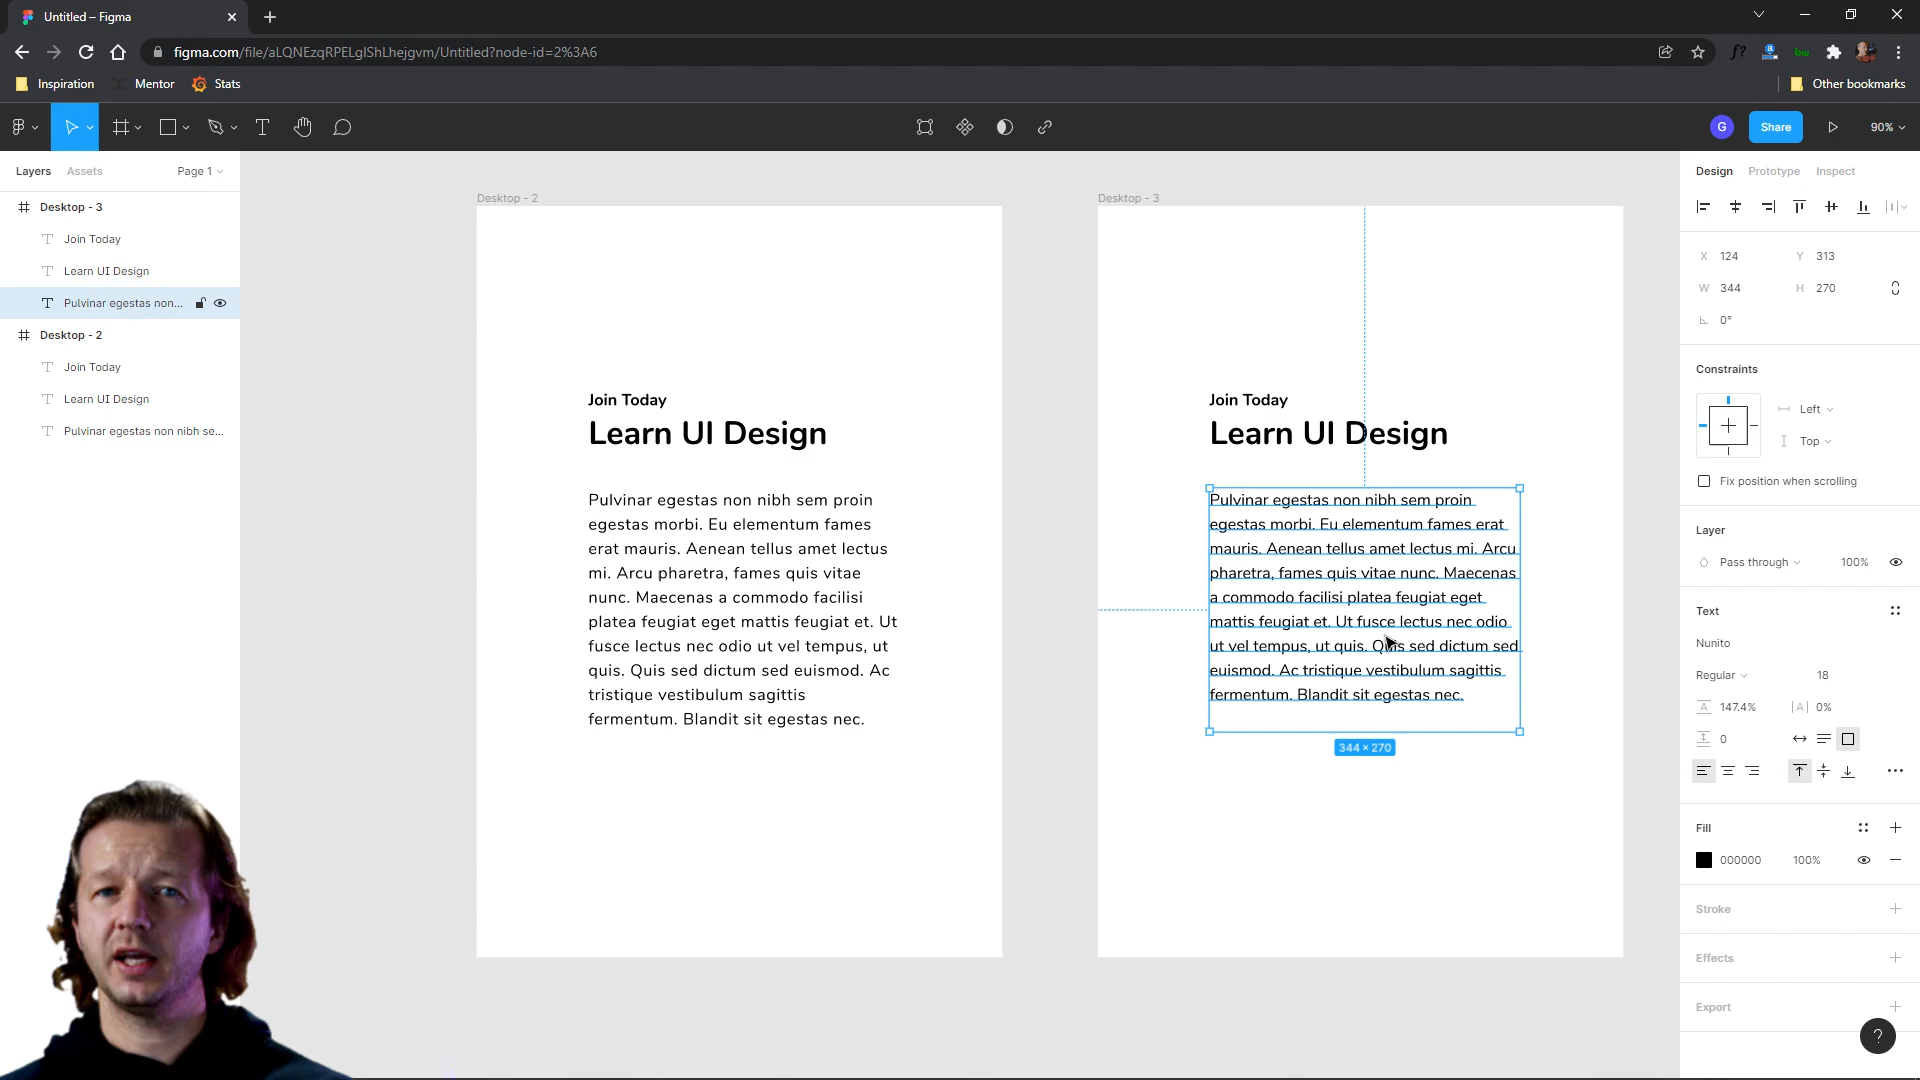 Untitled – Figma
figma.com/file/aLQNEzqRPELgIShLhejgvm/Untitled?node-id=2%3A6
Inspiration
Mentor
Stats
Other bookmarks
G
Share
90%
Layers
Assets
Page 1
Desktop - 3
Join Today
Learn UI Design
Pulvinar egestas non...
Desktop - 2
Join Today
Learn UI Design
Pulvinar egestas non nibh se...
Desktop - 2
Join Today
Learn UI Design
Pulvinar egestas non nibh sem proin
egestas morbi. Eu elementum fames
erat mauris. Aenean tellus amet lectus
mi. Arcu pharetra, fames quis vitae
nunc. Maecenas a commodo facilisi
platea feugiat eget mattis feugiat et. Ut
fusce lectus nec odio ut vel tempus, ut
quis. Quis sed dictum sed euismod. Ac
tristique vestibulum sagittis
fermentum. Blandit sit egestas nec.
Desktop - 3
Join Today
Learn UI Design
Pulvinar egestas non nibh sem proin
egestas morbi. Eu elementum fames erat
mauris. Aenean tellus amet lectus mi. Arcu
pharetra, fames quis vitae nunc. Maecenas
a commodo facilisi platea feugiat eget
mattis feugiat et. Ut fusce lectus nec odio
ut vel tempus, ut quis. Quis sed dictum sed
euismod. Ac tristique vestibulum sagittis
fermentum. Blandit sit egestas nec.
344 × 270
Design
Prototype
Inspect
X 124
Y 313
W 344
H 270
0°
Constraints
Left
Top
Fix position when scrolling
Layer
Pass through
100%
Text
Nunito
Regular
18
147.4%
0%
0
Fill
000000
100%
Stroke
Effects
Export
?